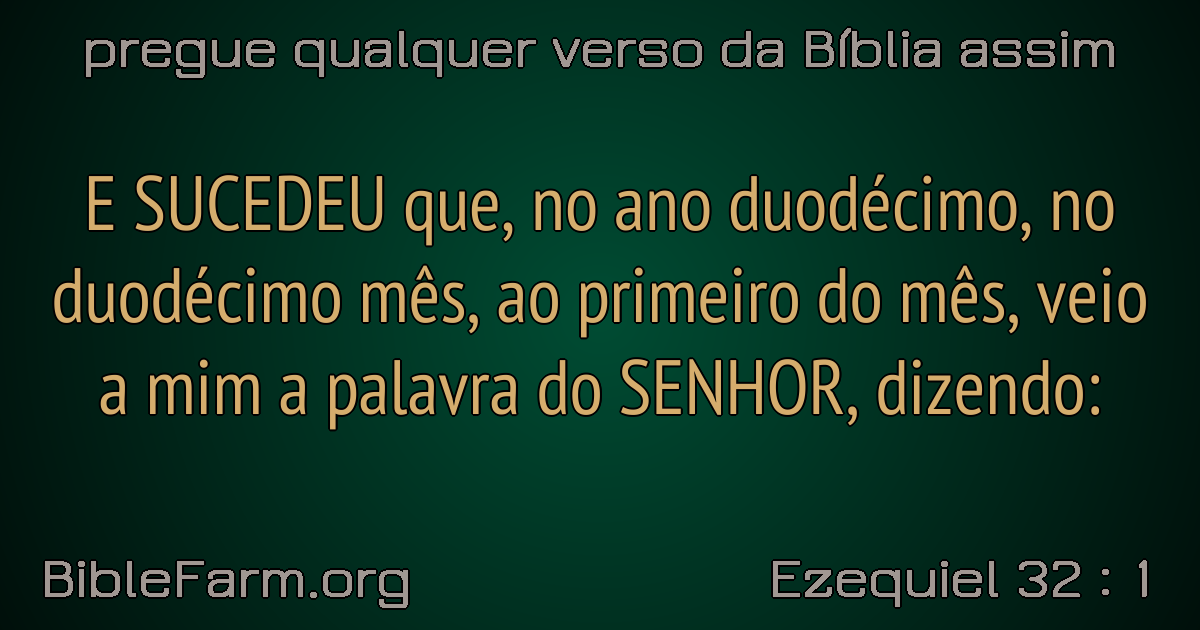 pregue qualquer verso da Bíblia assim
E SUCEDEU que, no ano duodécimo, no
duodécimo mês, ao primeiro do mês, veio
a mim a palavra do SENHOR, dizendo:
BibleFarm.org
Ezequiel 32 : 1